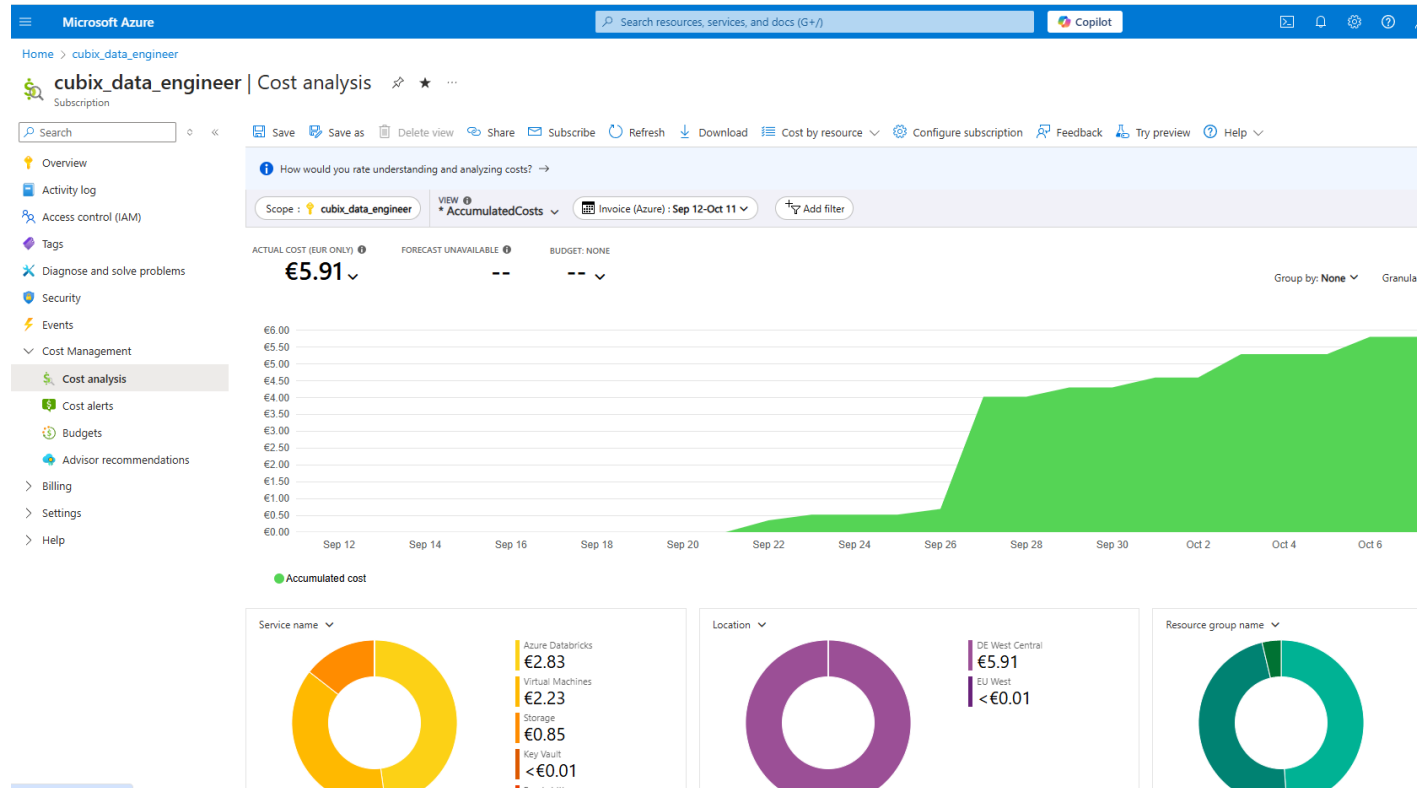 Microsoft Azure
Search resources, services, and docs (G+/)
Copilot
Home > cubix_data_engineer
cubix_data_engineer | Cost analysis
Subscription
Search
Overview
Activity log
Access control (IAM)
Tags
Diagnose and solve problems
Security
Events
Cost Management
Cost analysis
Cost alerts
Budgets
Advisor recommendations
Billing
Settings
Help
Save Save as Delete view Share Subscribe Refresh Download Cost by resource Configure subscription Feedback Try preview Help
How would you rate understanding and analyzing costs? →
Scope : cubix_data_engineer
VIEW
* AccumulatedCosts
Invoice (Azure) : Sep 12-Oct 11
Add filter
ACTUAL COST (EUR ONLY)
€5.91
FORECAST UNAVAILABLE
--
BUDGET: NONE
--
Group by: None
Granula
€6.00
€5.50
€5.00
€4.50
€4.00
€3.50
€3.00
€2.50
€2.00
€1.50
€1.00
€0.50
€0.00
Sep 12 Sep 14 Sep 16 Sep 18 Sep 20 Sep 22 Sep 24 Sep 26 Sep 28 Sep 30 Oct 2 Oct 4 Oct 6
Accumulated cost
Service name
Azure Databricks
€2.83
Virtual Machines
€2.23
Storage
€0.85
Key Vault
<€0.01
Location
DE West Central
€5.91
EU West
<€0.01
Resource group name